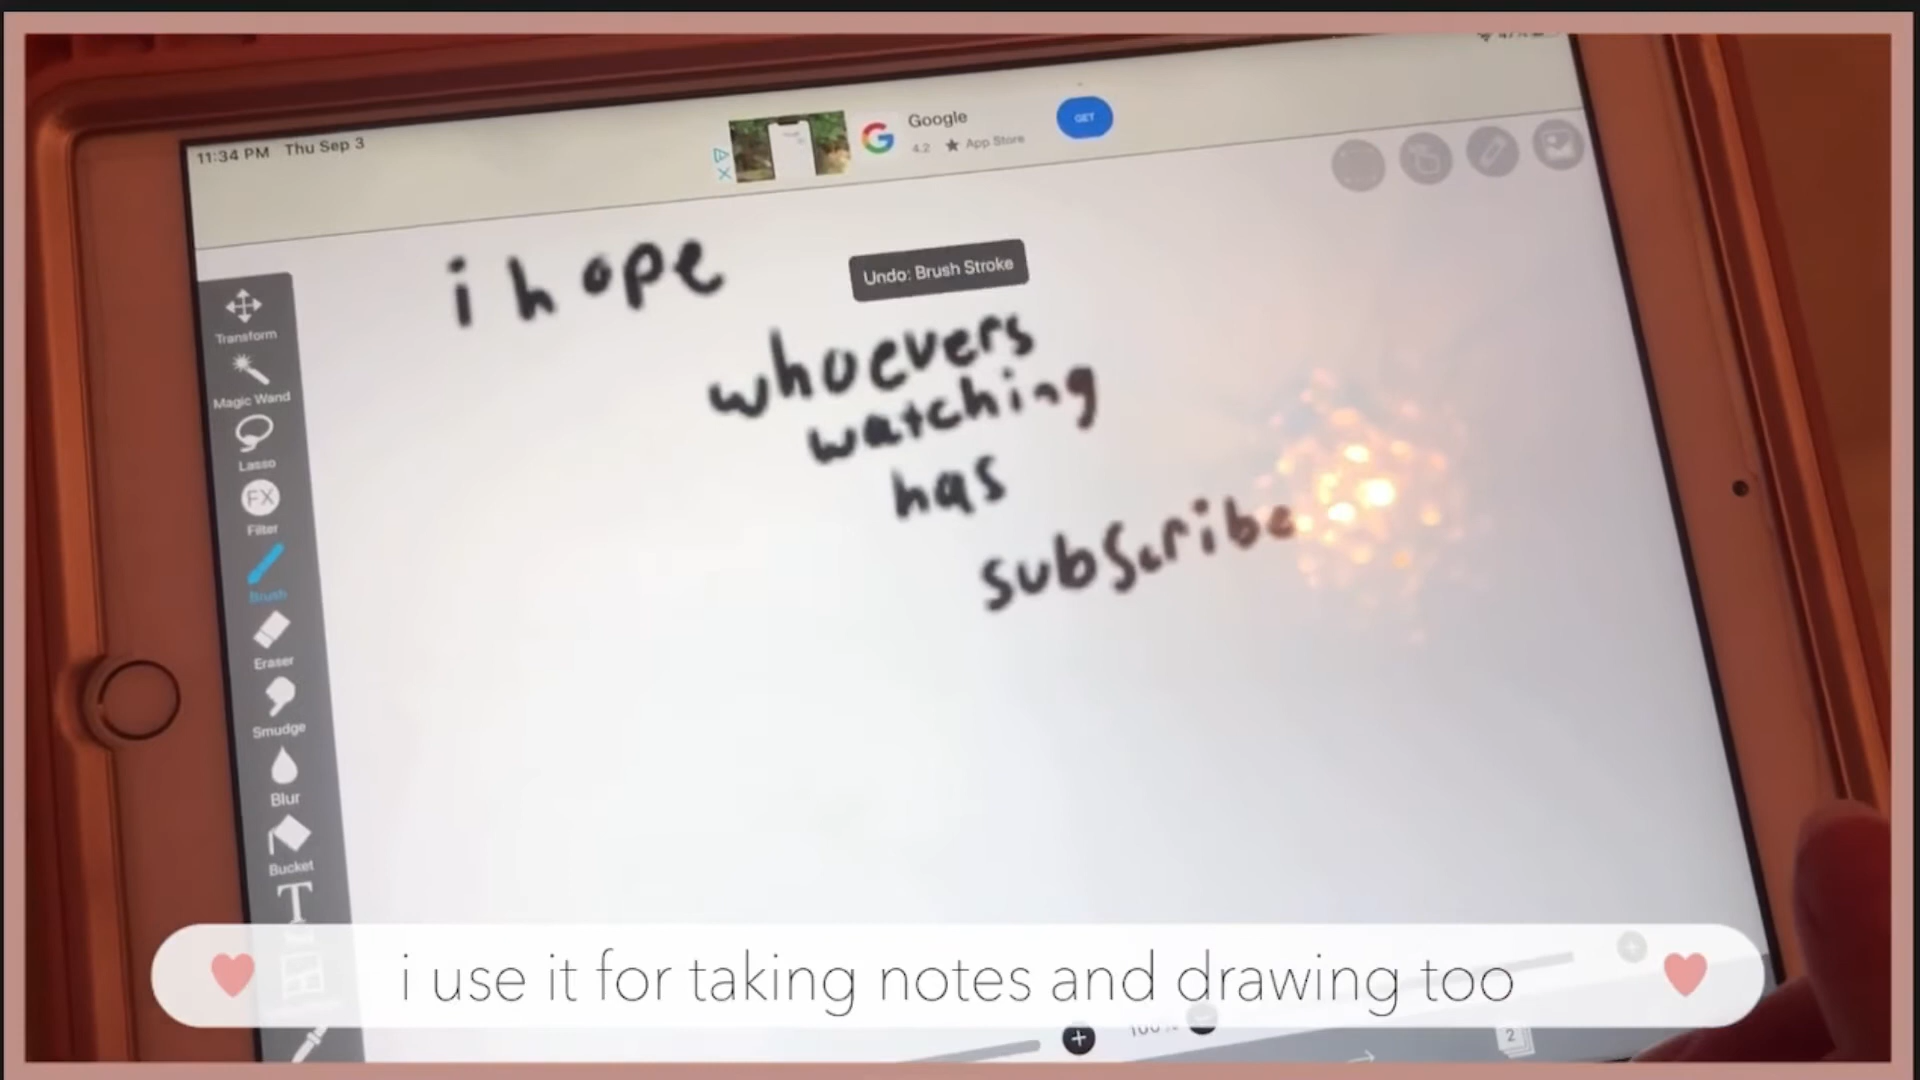 11:34 PM Thu Sep 3
Google
4.2 ★ App Store
GET
Undo: Brush Stroke
i hope
whoevers
watching
has
subscribe
Transform
Magic Wand
Lasso
FX
Filter
Brush
Eraser
Smudge
Blur
Bucket
T
i use it for taking notes and drawing too
100%
2